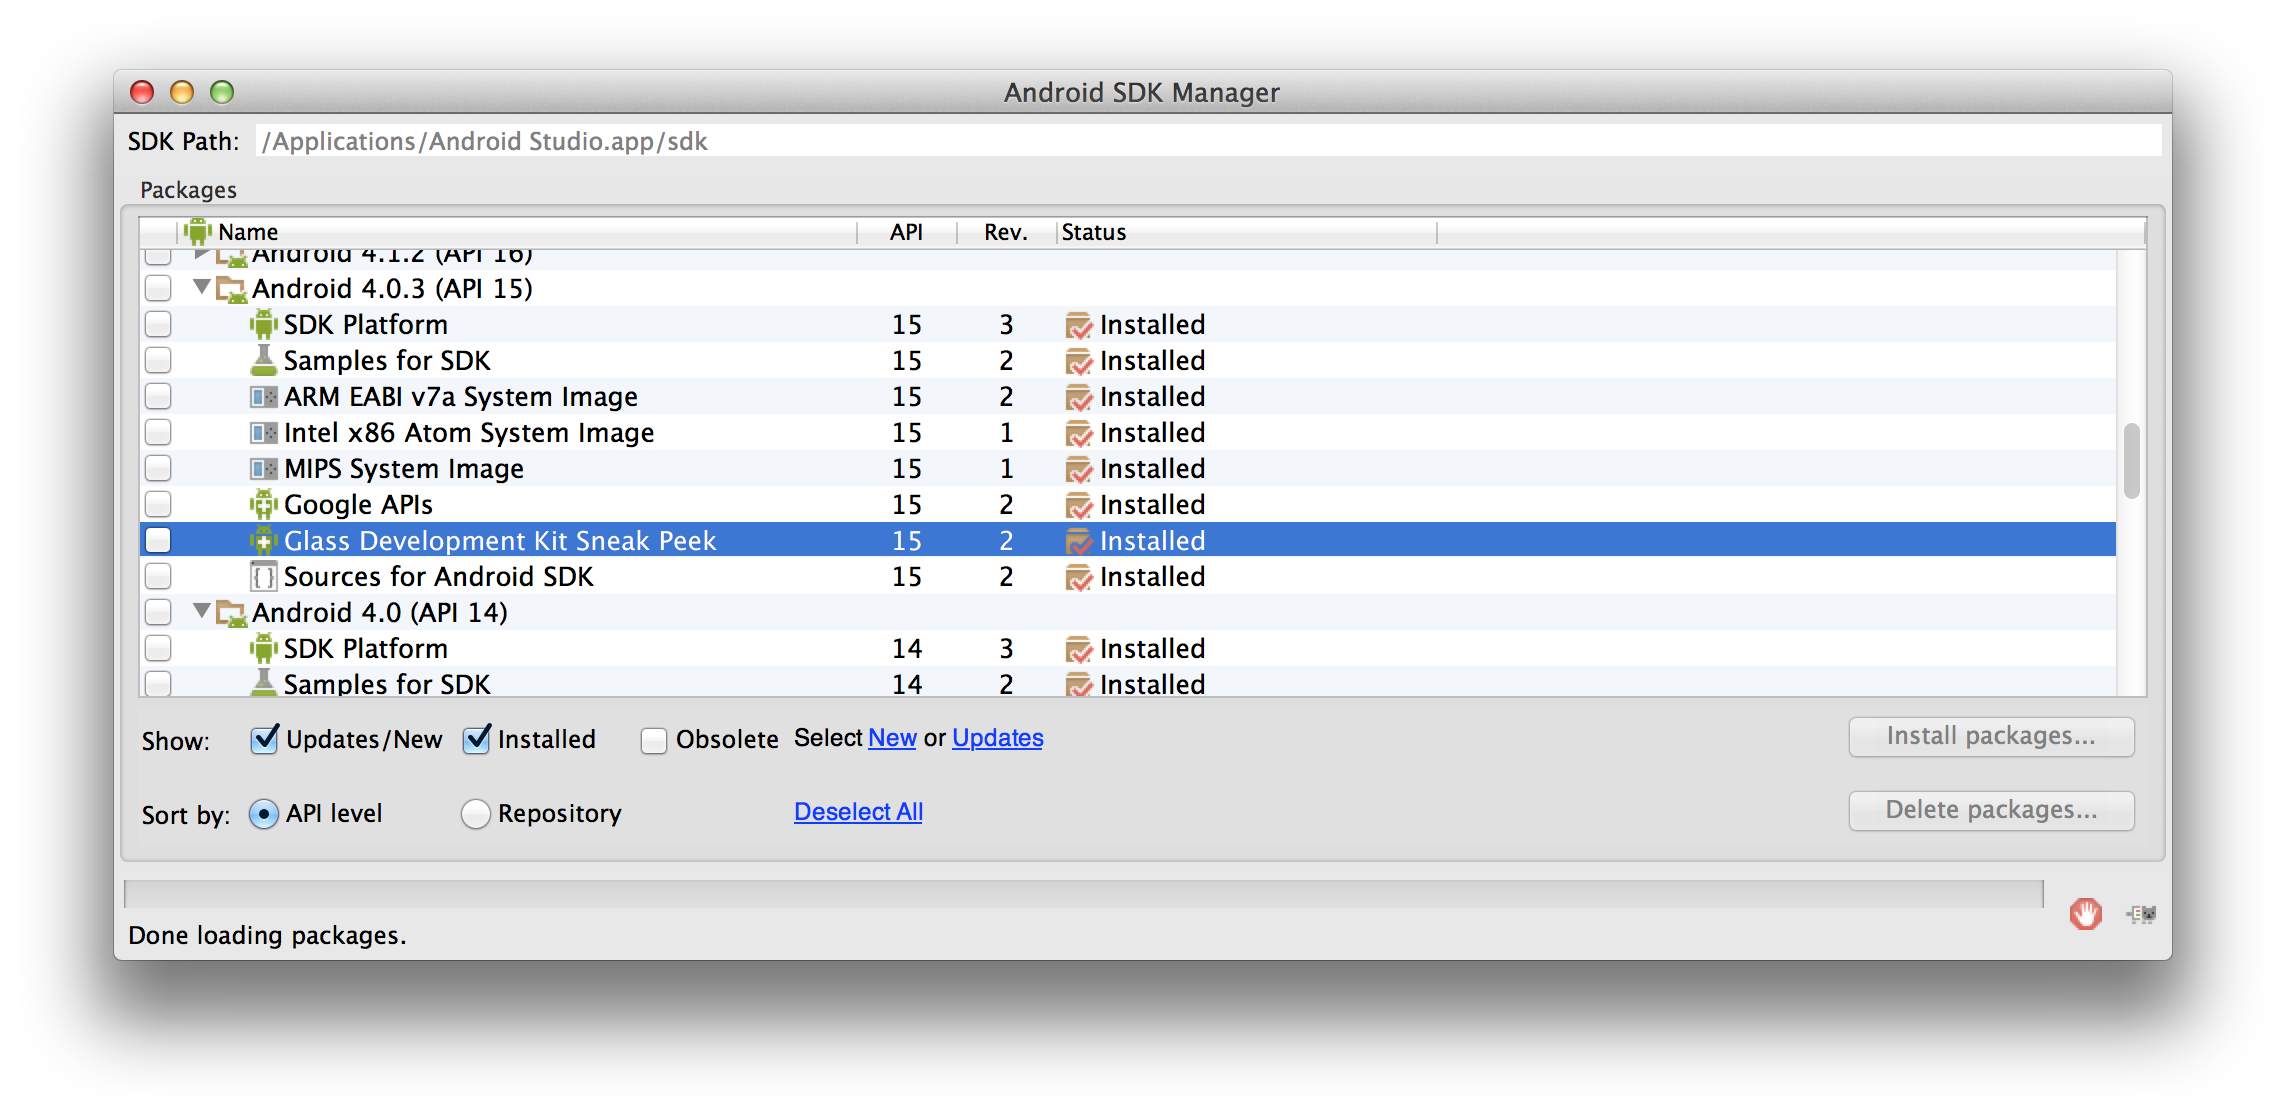 Android SDK Manager
SDK Path: /Applications/Android Studio.app/sdk
Packages
Name API Rev. Status
Android 4.1.2 (API 16)
Android 4.0.3 (API 15)
SDK Platform 15 3 Installed
Samples for SDK 15 2 Installed
ARM EABI v7a System Image 15 2 Installed
Intel x86 Atom System Image 15 1 Installed
MIPS System Image 15 1 Installed
Google APIs 15 2 Installed
Glass Development Kit Sneak Peek 15 2 Installed
Sources for Android SDK 15 2 Installed
Android 4.0 (API 14)
SDK Platform 14 3 Installed
Samples for SDK 14 2 Installed
Show: Updates/New Installed Obsolete Select New or Updates Install packages...
Sort by: API level Repository Deselect All Delete packages...
Done loading packages.